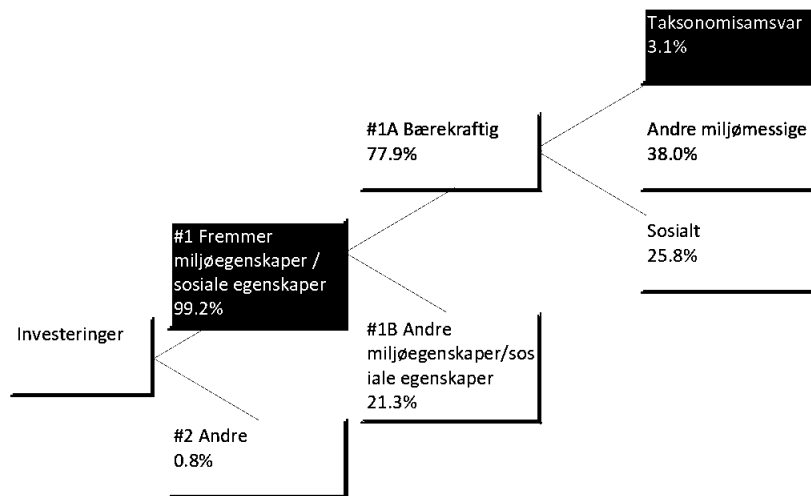 Taksonomisamsvar
3.1%
#1A Bærekraftig
77.9%
Andre miljømessige
38.0%
#1 Fremmer
miljøegenskaper /
sosiale egenskaper
99.2%
Sosialt
25.8%
Investeringer
#1B Andre
miljøegenskaper/sos
iale egenskaper
21.3%
#2 Andre
0.8%